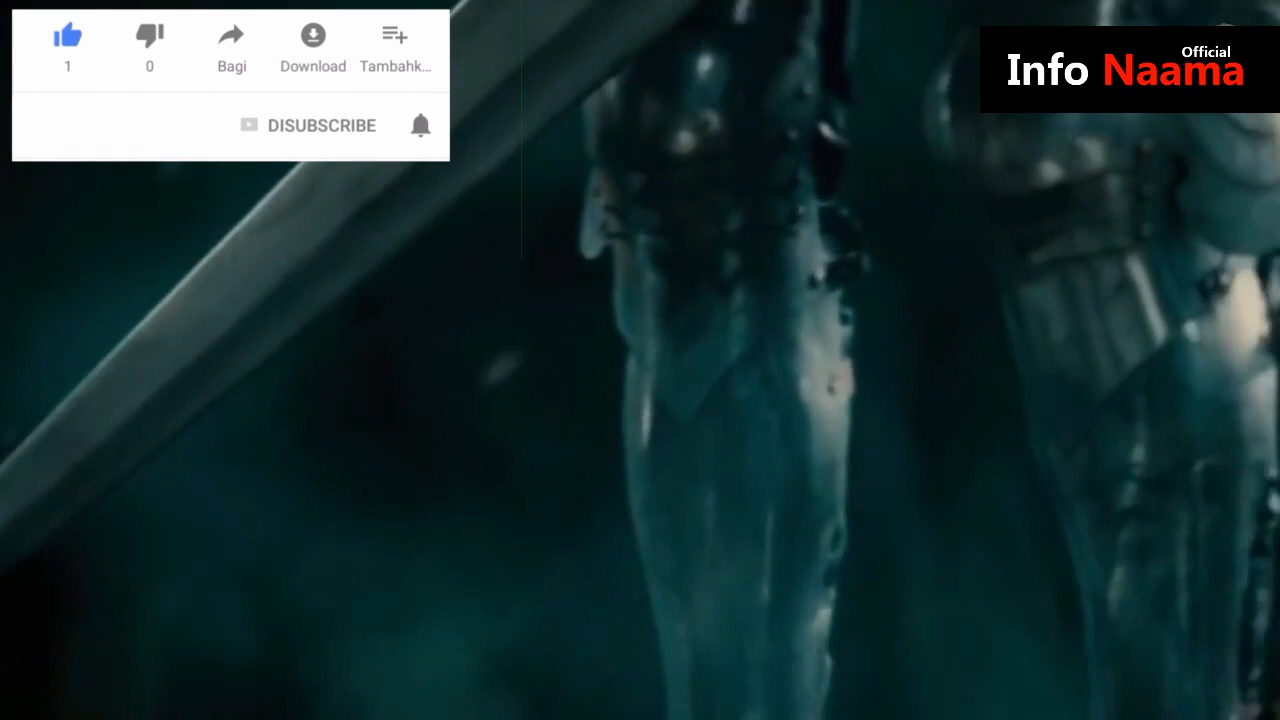 1
0
Bagi
Download
Tambahk...
DISUBSCRIBE
Official
Info Naama